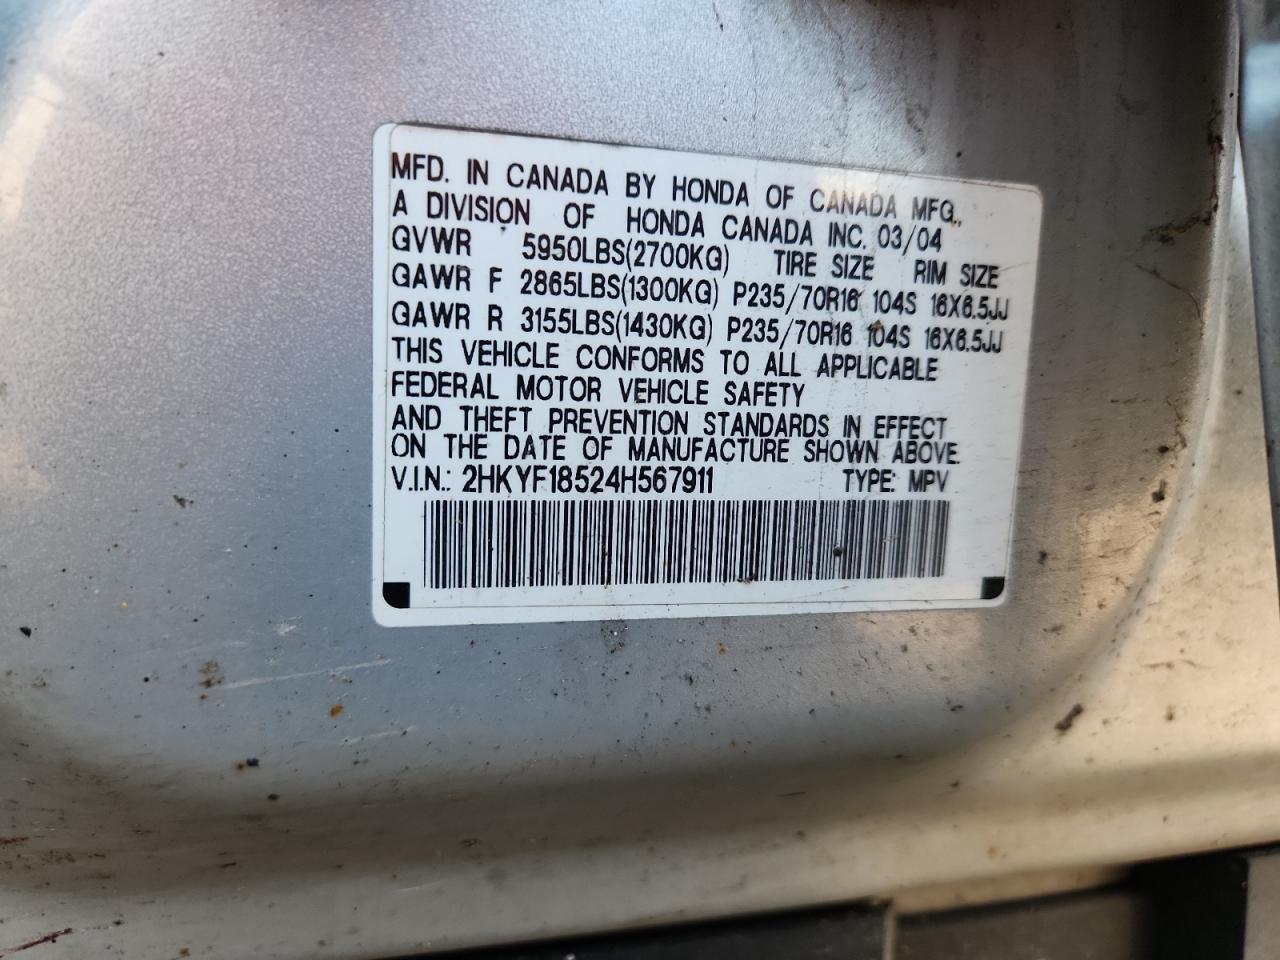 MFD. IN CANADA BY HONDA OF CANADA MFG.,
A DIVISION OF HONDA CANADA INC. 03/04
GVWR 5950LBS(2700KG) TIRE SIZE RIM SIZE
GAWR F 2865LBS(1300KG) P235/70R16 104S 16X6.5JJ
GAWR R 3155LBS(1430KG) P235/70R16 104S 16X6.5JJ
THIS VEHICLE CONFORMS TO ALL APPLICABLE
FEDERAL MOTOR VEHICLE SAFETY
AND THEFT PREVENTION STANDARDS IN EFFECT
ON THE DATE OF MANUFACTURE SHOWN ABOVE.
V.I.N.: 2HKYF18524H567911 TYPE: MPV